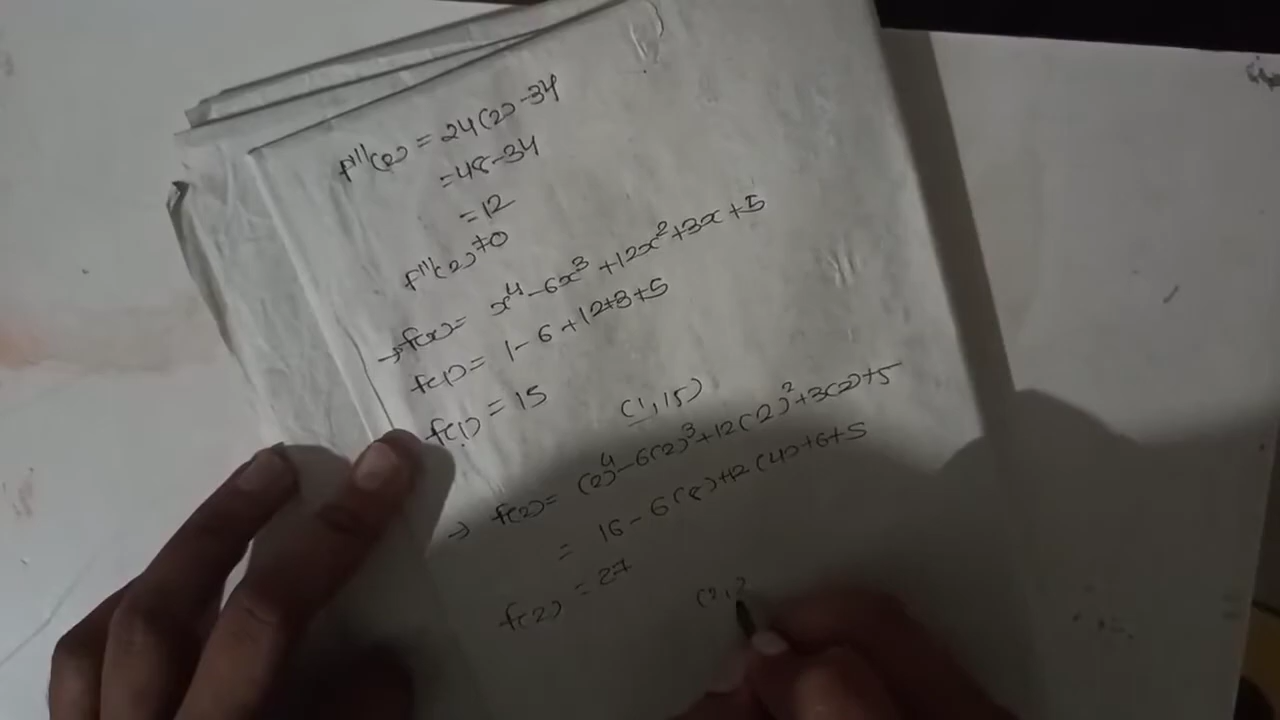 f'''(2) = 24(2)-34
= 48-34
= 12
f'''(2) ≠0
→ f(x) = x⁴-6x³+12x²+3x+5
f(1) = 1-6+12+3+5
f(1) = 15 (1,15)
→ f(2) = (2)⁴-6(2)³+12(2)²+3(2)+5
= 16-6(8)+12(4)+6+5
f(2) = 27 (2,2